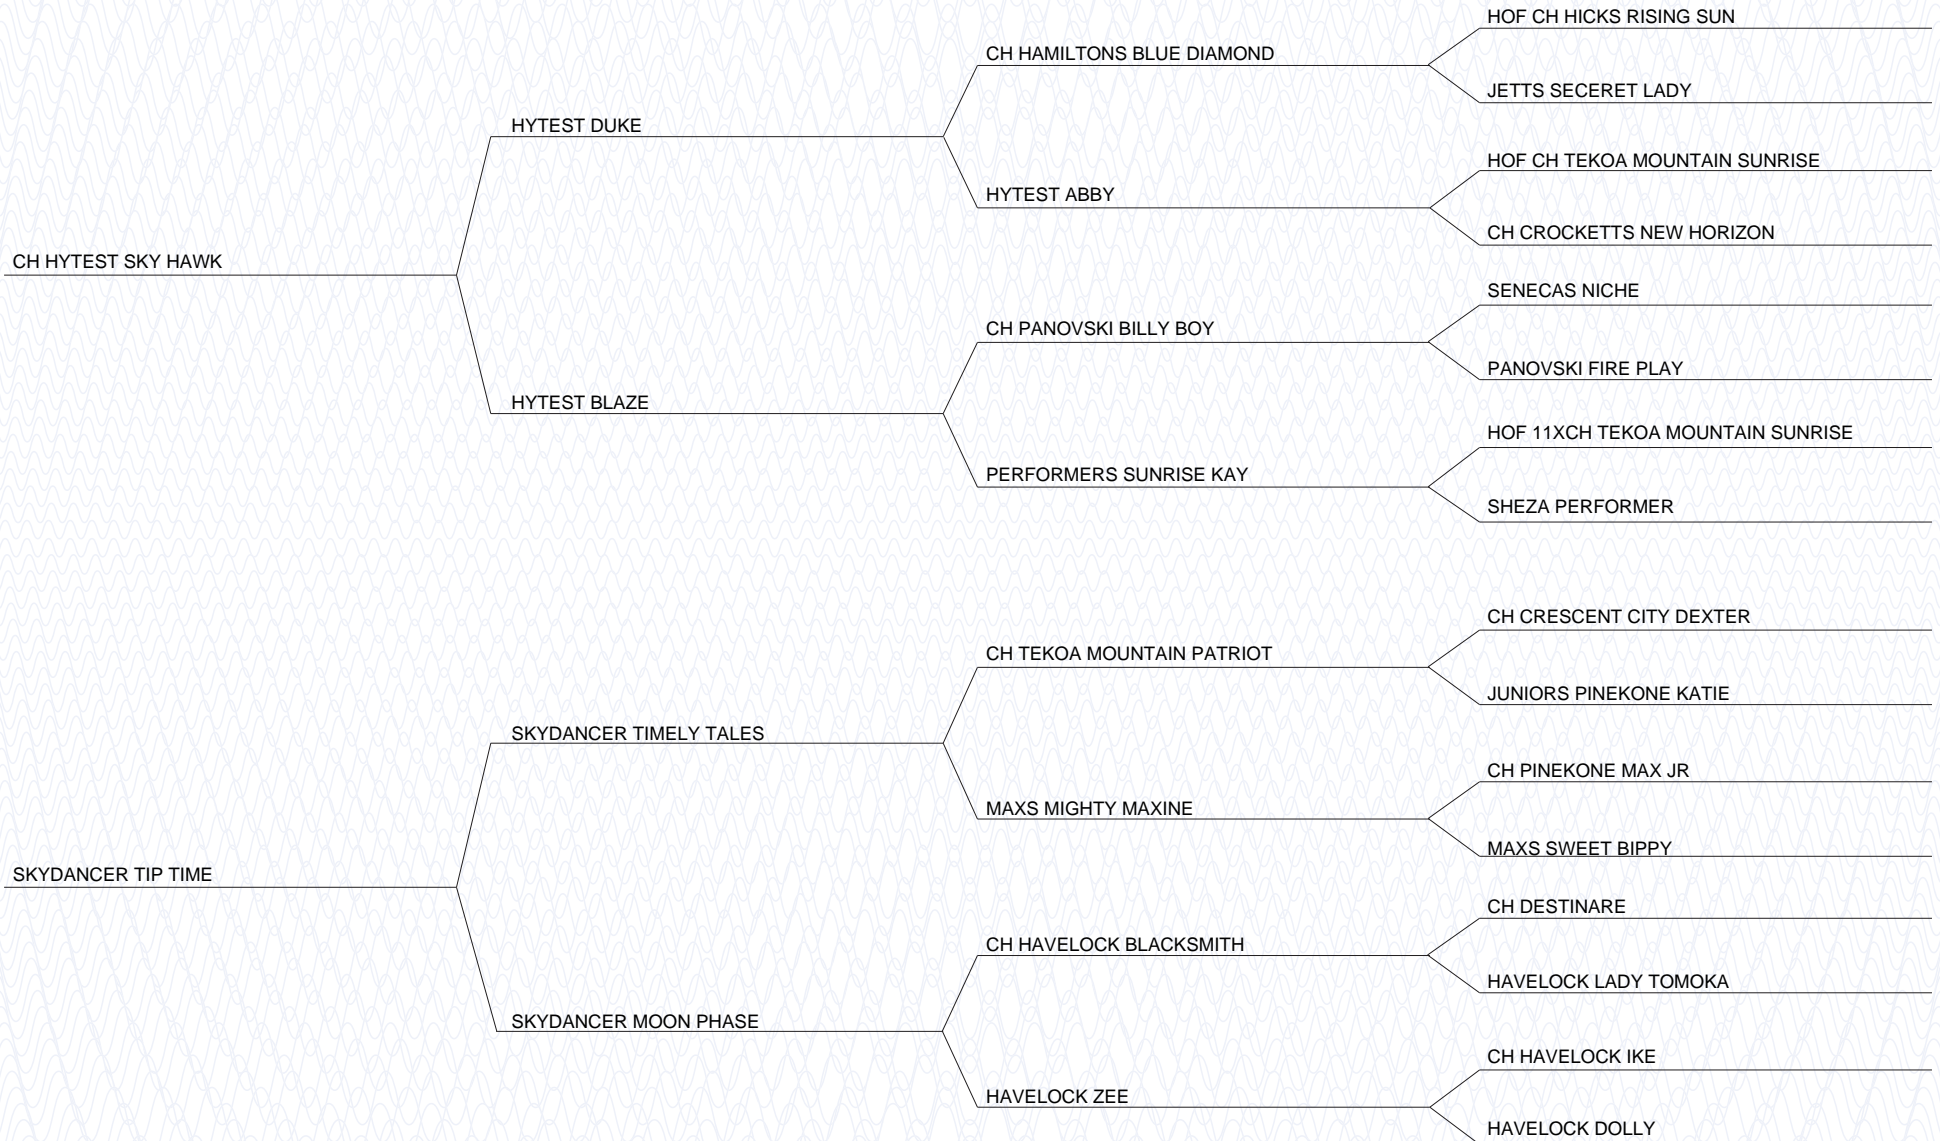 HOF CH HICKS RISING SUN
CH HAMILTONS BLUE DIAMOND
JETTS SECERET LADY
HYTEST DUKE
HOF CH TEKOA MOUNTAIN SUNRISE
HYTEST ABBY
CH CROCKETTS NEW HORIZON
CH HYTEST SKY HAWK
SENECAS NICHE
CH PANOVSKI BILLY BOY
PANOVSKI FIRE PLAY
HYTEST BLAZE
HOF 11XCH TEKOA MOUNTAIN SUNRISE
PERFORMERS SUNRISE KAY
SHEZA PERFORMER
CH CRESCENT CITY DEXTER
CH TEKOA MOUNTAIN PATRIOT
JUNIORS PINEKONE KATIE
SKYDANCER TIMELY TALES
CH PINEKONE MAX JR
MAXS MIGHTY MAXINE
MAXS SWEET BIPPY
SKYDANCER TIP TIME
CH DESTINARE
CH HAVELOCK BLACKSMITH
HAVELOCK LADY TOMOKA
SKYDANCER MOON PHASE
CH HAVELOCK IKE
HAVELOCK ZEE
HAVELOCK DOLLY